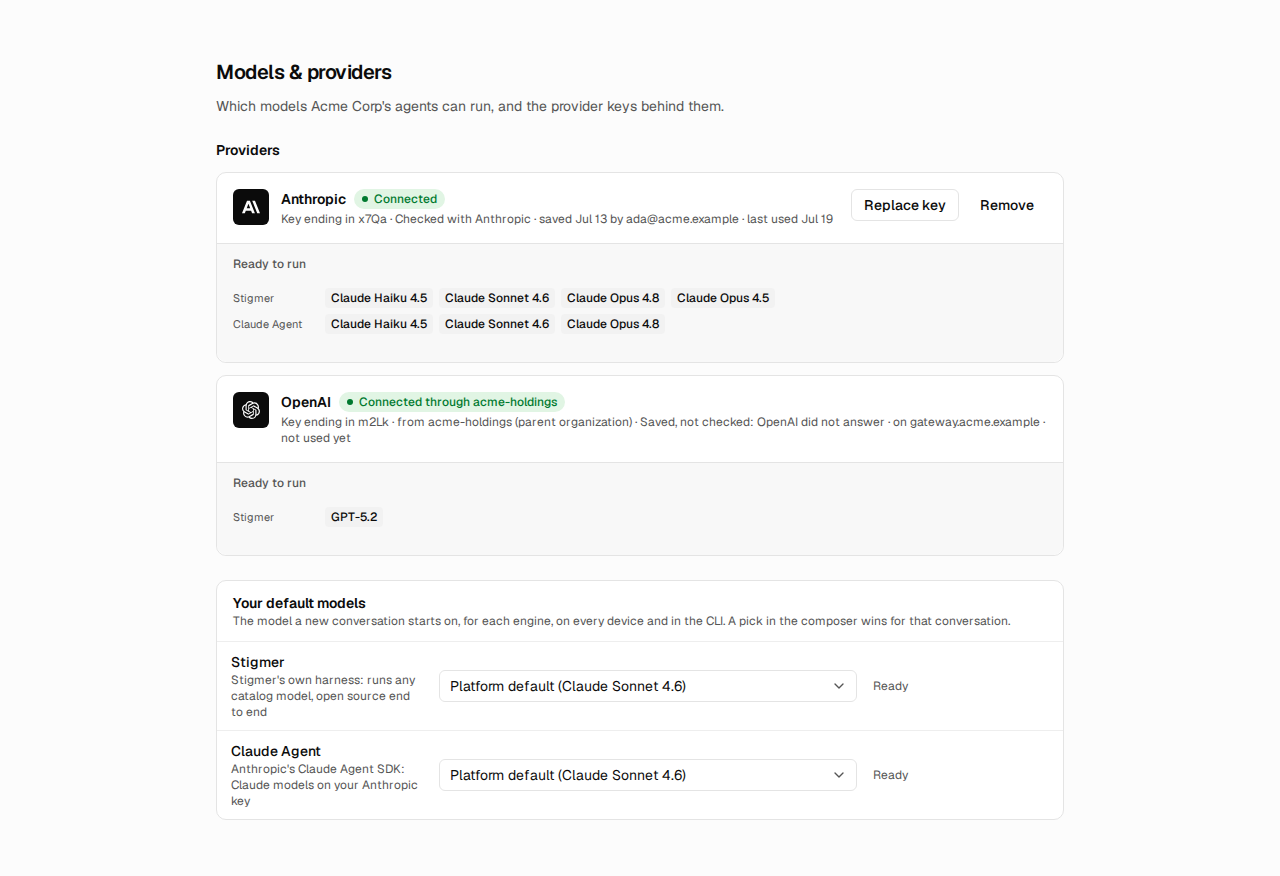 Models & providers
Which models Acme Corp's agents can run, and the provider keys behind them.
Providers
Anthropic
Connected
Key ending in x7Qa · Checked with Anthropic · saved Jul 13 by ada@acme.example · last used Jul 19
Replace key
Remove
Ready to run
Stigmer
Claude Haiku 4.5
Claude Sonnet 4.6
Claude Opus 4.8
Claude Opus 4.5
Claude Agent
Claude Haiku 4.5
Claude Sonnet 4.6
Claude Opus 4.8
OpenAI
Connected through acme-holdings
Key ending in m2Lk · from acme-holdings (parent organization) · Saved, not checked: OpenAI did not answer · on gateway.acme.example ·
not used yet
Ready to run
Stigmer
GPT-5.2
Your default models
The model a new conversation starts on, for each engine, on every device and in the CLI. A pick in the composer wins for that conversation.
Stigmer
Stigmer's own harness: runs any
catalog model, open source end
to end
Platform default (Claude Sonnet 4.6)
Ready
Claude Agent
Anthropic's Claude Agent SDK:
Claude models on your Anthropic
key
Platform default (Claude Sonnet 4.6)
Ready